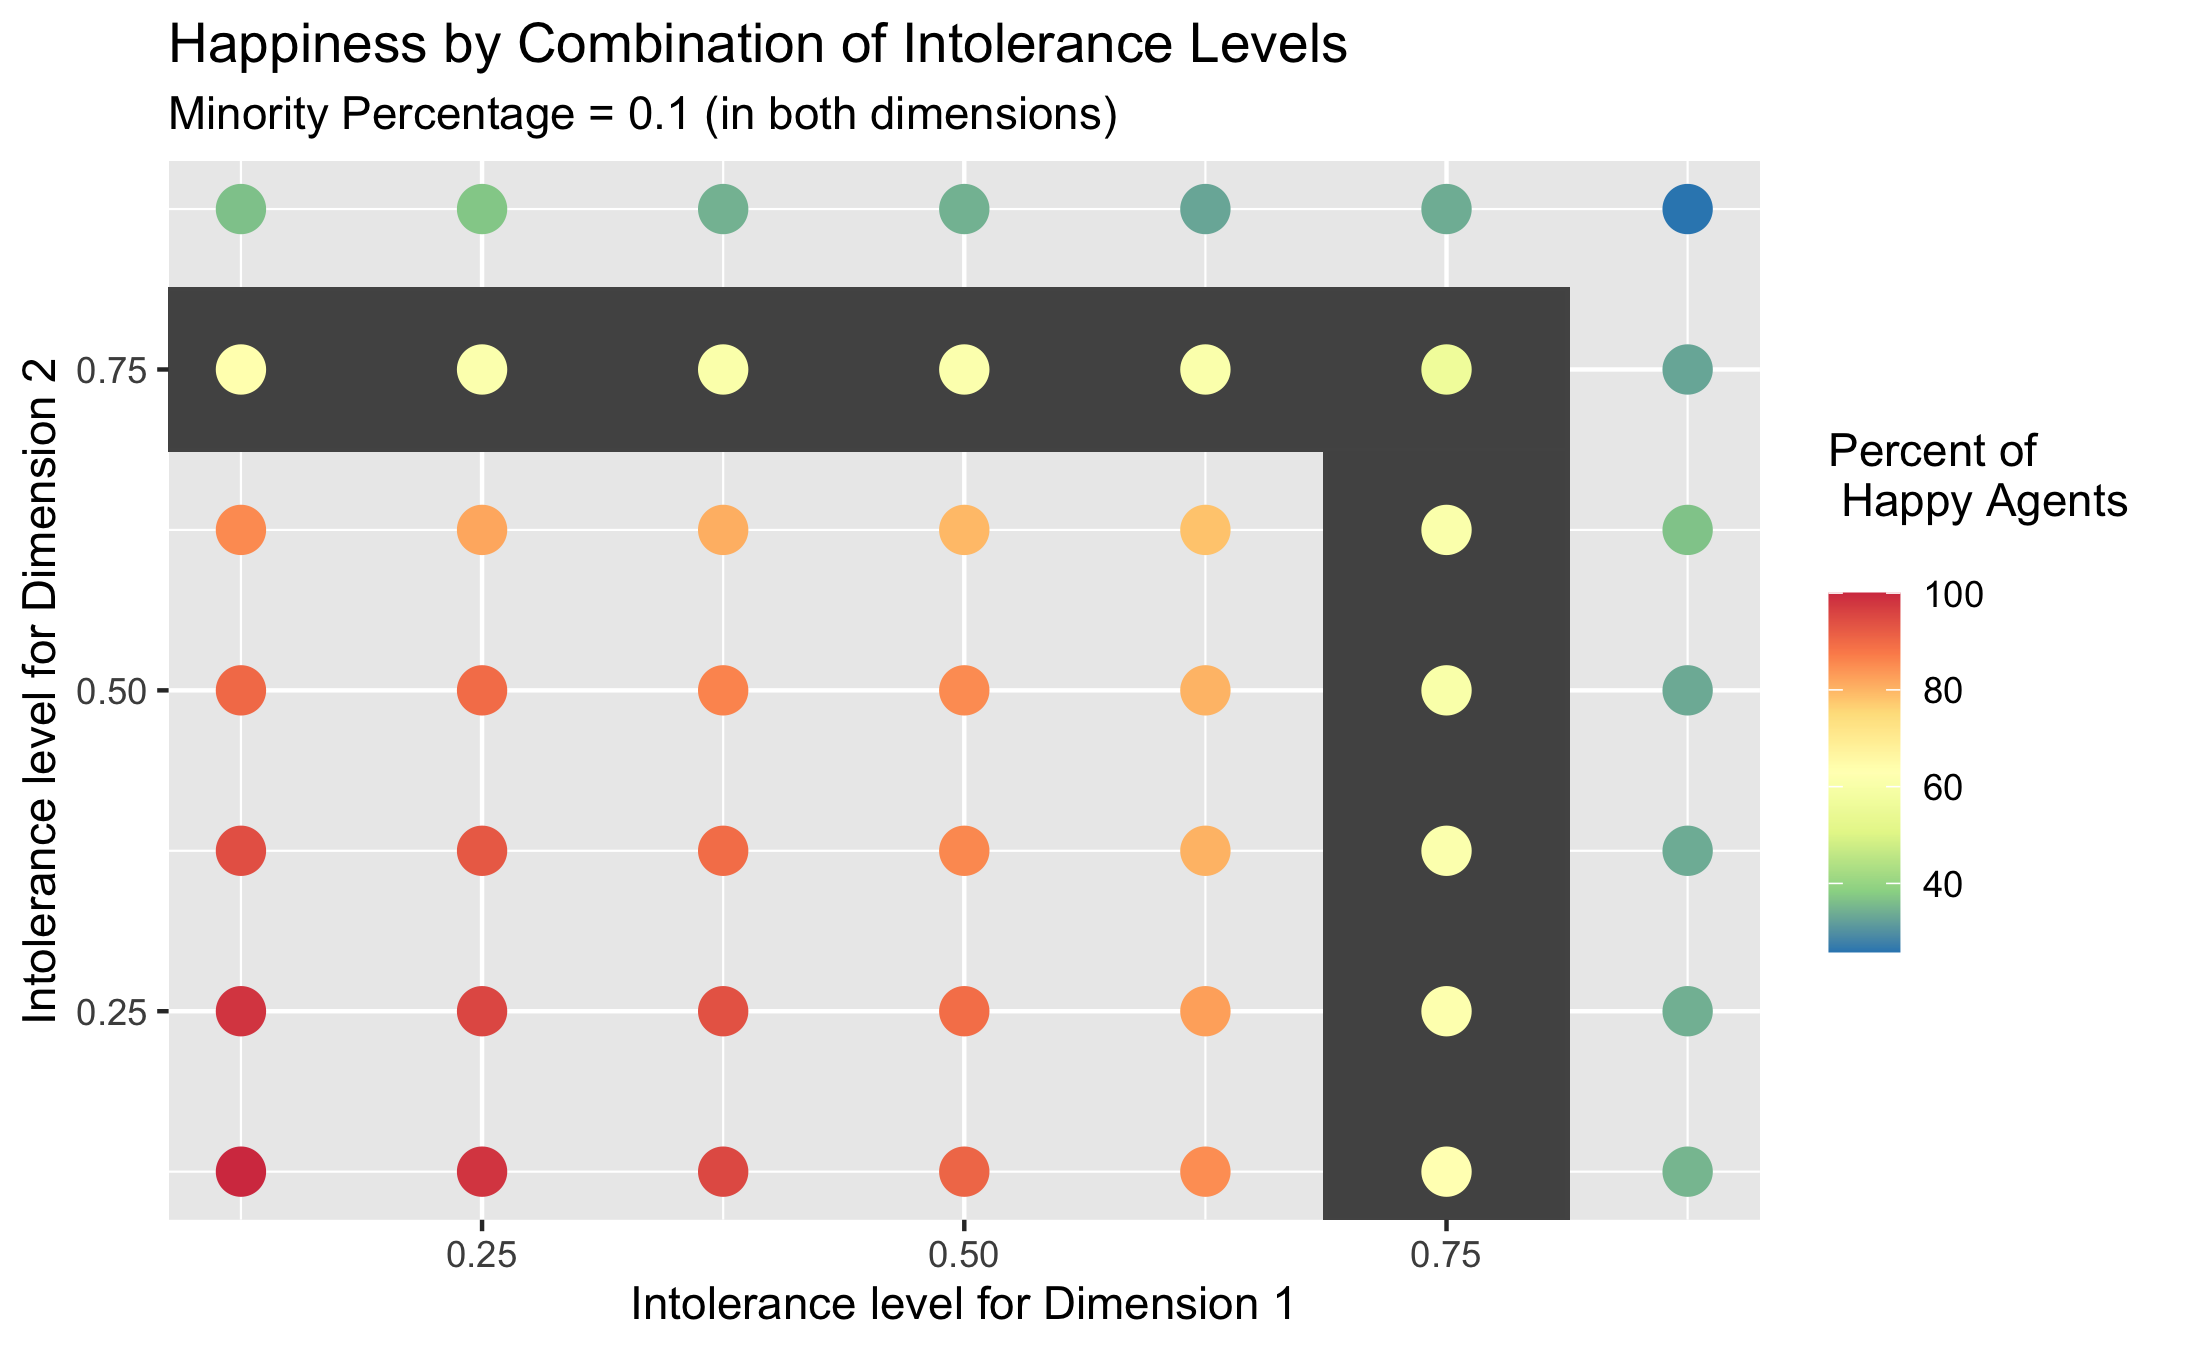 Happiness by Combination of Intolerance Levels
Minority Percentage = 0.1 (in both dimensions)
Intolerance level for Dimension 2
0.75
0.50
0.25
0.25
0.50
0.75
Intolerance level for Dimension 1
Percent of
Happy Agents
100
80
60
40